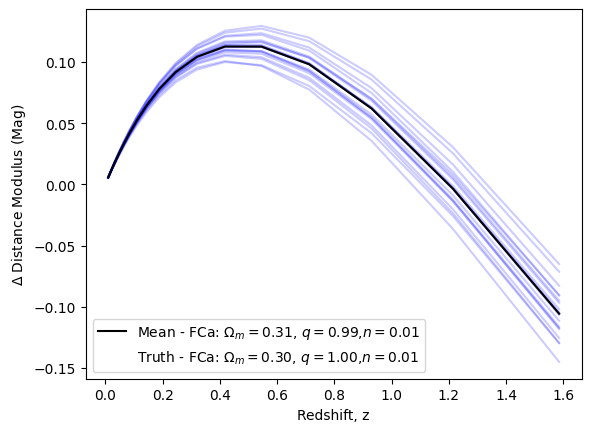 Δ Distance Modulus (Mag)
0.10
0.05
0.00
−0.05
−0.10
−0.15
Mean - FCa: Ωm = 0.31, q = 0.99,n = 0.01
Truth - FCa: Ωm = 0.30, q = 1.00,n = 0.01
0.0 0.2 0.4 0.6 0.8 1.0 1.2 1.4 1.6
Redshift, z